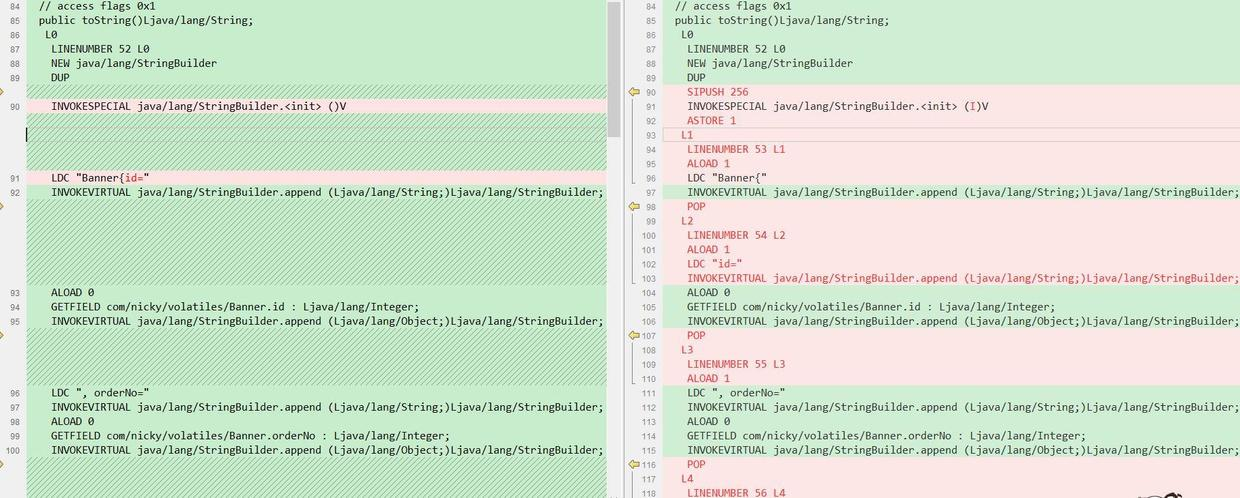 84 // access flags 0x1
85 public toString()Ljava/lang/String;
86 L0
87 LINENUMBER 52 L0
88 NEW java/lang/StringBuilder
89 DUP
90 INVOKESPECIAL java/lang/StringBuilder.<init> ()V
91 LDC "Banner{id="
92 INVOKEVIRTUAL java/lang/StringBuilder.append (Ljava/lang/String;)Ljava/lang/StringBuilder;
93 ALOAD 0
94 GETFIELD com/nicky/volatiles/Banner.id : Ljava/lang/Integer;
95 INVOKEVIRTUAL java/lang/StringBuilder.append (Ljava/lang/Object;)Ljava/lang/StringBuilder;
96 LDC ", orderNo="
97 INVOKEVIRTUAL java/lang/StringBuilder.append (Ljava/lang/String;)Ljava/lang/StringBuilder;
98 ALOAD 0
99 GETFIELD com/nicky/volatiles/Banner.orderNo : Ljava/lang/Integer;
100 INVOKEVIRTUAL java/lang/StringBuilder.append (Ljava/lang/Object;)Ljava/lang/StringBuilder;
84 // access flags 0x1
85 public toString()Ljava/lang/String;
86 L0
87 LINENUMBER 52 L0
88 NEW java/lang/StringBuilder
89 DUP
90 SIPUSH 256
91 INVOKESPECIAL java/lang/StringBuilder.<init> (I)V
92 ASTORE 1
93 L1
94 LINENUMBER 53 L1
95 ALOAD 1
96 LDC "Banner{"
97 INVOKEVIRTUAL java/lang/StringBuilder.append (Ljava/lang/String;)Ljava/lang/StringBuilder;
98 POP
99 L2
100 LINENUMBER 54 L2
101 ALOAD 1
102 LDC "id="
103 INVOKEVIRTUAL java/lang/StringBuilder.append (Ljava/lang/String;)Ljava/lang/StringBuilder;
104 ALOAD 0
105 GETFIELD com/nicky/volatiles/Banner.id : Ljava/lang/Integer;
106 INVOKEVIRTUAL java/lang/StringBuilder.append (Ljava/lang/Object;)Ljava/lang/StringBuilder;
107 POP
108 L3
109 LINENUMBER 55 L3
110 ALOAD 1
111 LDC ", orderNo="
112 INVOKEVIRTUAL java/lang/StringBuilder.append (Ljava/lang/String;)Ljava/lang/StringBuilder;
113 ALOAD 0
114 GETFIELD com/nicky/volatiles/Banner.orderNo : Ljava/lang/Integer;
115 INVOKEVIRTUAL java/lang/StringBuilder.append (Ljava/lang/Object;)Ljava/lang/StringBuilder;
116 POP
117 L4
118 LINENUMBER 56 L4